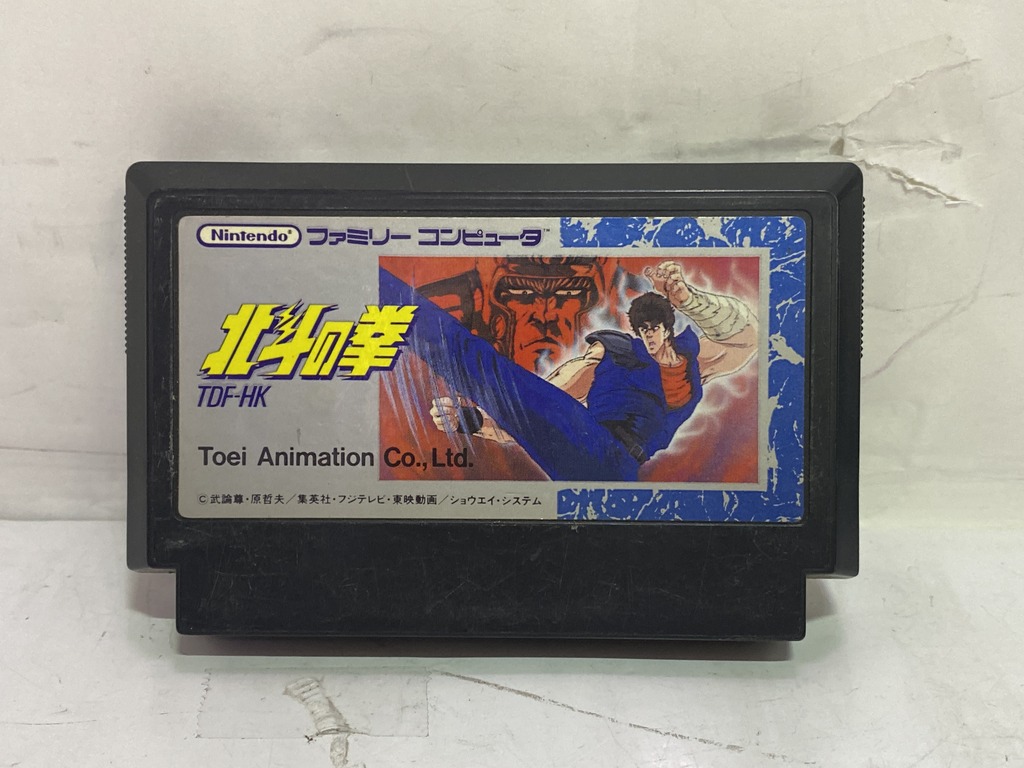 Nintendo® ファミリー コンピュータ™
北斗の拳
TDF-HK
Toei Animation Co., Ltd.
©武論尊・原哲夫／集英社・フジテレビ・東映動画／ショウエイ・システム